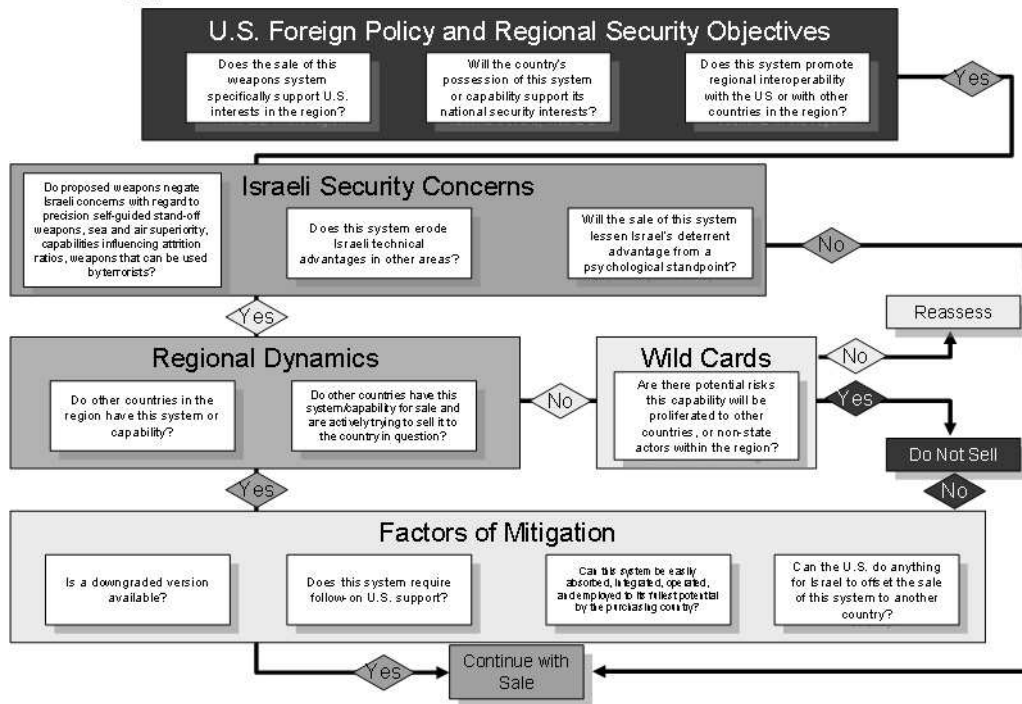 U.S. Foreign Policy and Regional Security Objectives
Does the sale of this
weapons system
specifically support U.S.
interests in the region?
Will the country's
possession of this system
or capability support its
national security interests?
Does this system promote
regional interoperability
with the US or with other
countries in the region?
Yes
Israeli Security Concerns
Do proposed weapons negate
Israeli concerns with regard to
precision self-guided stand-off
weapons, sea and air superiority,
capabilities influencing attrition
ratios, weapons that can be used
by terrorists?
Does this system erode
Israeli technical
advantages in other areas?
Will the sale of this system
lessen Israel's deterrent
advantage from a
psychological standpoint?
No
Yes
Regional Dynamics
Do other countries in the
region have this system or
capability?
Do other countries have this
system/capability for sale and
are actively trying to sell it to
the country in question?
No
Wild Cards
Are there potential risks
this capability will be
proliferated to other
countries, or non-state
actors within the region?
No
Reassess
Yes
Do Not Sell
No
Yes
Factors of Mitigation
Is a downgraded version
available?
Does this system require
follow-on U.S. support?
Can this system be easily
absorbed, integrated, operated,
and employed to its fullest potential
by the purchasing country?
Can the U.S. do anything
for Israel to offset the sale
of this system to another
country?
Yes
Continue with
Sale